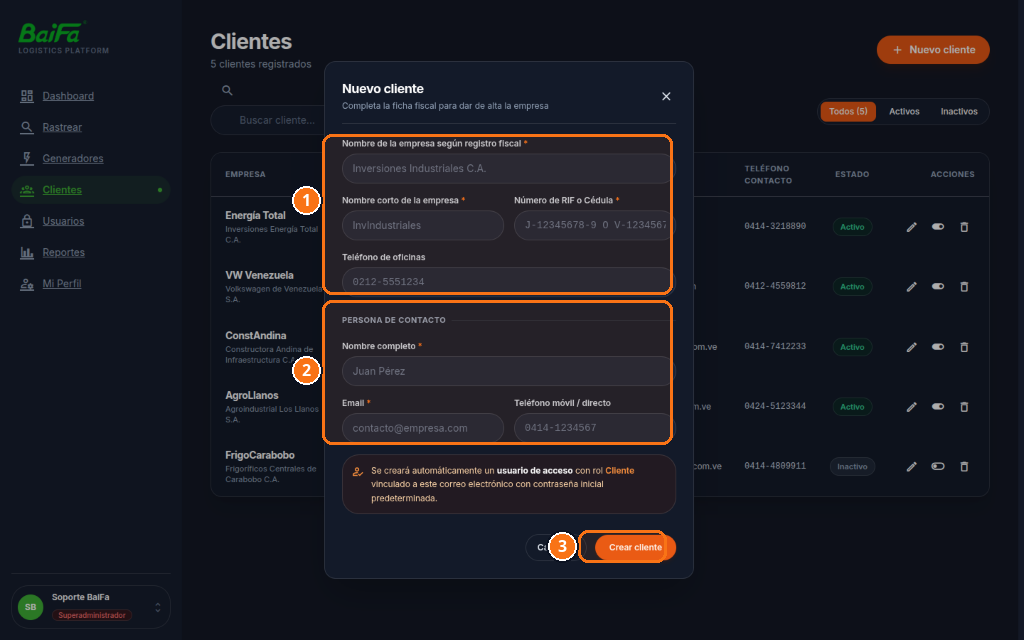 BaiFa
LOGISTICS PLATFORM
Dashboard
Rastrear
Generadores
Clientes
Usuarios
Reportes
Mi Perfil
SB
Soporte BaiFa
Superadministrador
Clientes
5 clientes registrados
+ Nuevo cliente
Buscar cliente...
Todos (5) Activos Inactivos
EMPRESA
TELÉFONO
CONTACTO
ESTADO
ACCIONES
Energía Total
Inversiones Energía Total
C.A.
0414-3218890
Activo
VW Venezuela
Volkswagen de Venezuela
S.A.
0412-4559812
Activo
ConstAndina
Constructora Andina de
Infraestructura C.A.
om.ve
0414-7412233
Activo
AgroLlanos
Agroindustrial Los Llanos
S.A.
m.ve
0424-5123344
Activo
FrigoCarabobo
Frigoríficos Centrales de
Carabobo C.A.
com.ve
0414-4809911
Inactivo
Nuevo cliente
Completa la ficha fiscal para dar de alta la empresa
1
Nombre de la empresa según registro fiscal *
Inversiones Industriales C.A.
Nombre corto de la empresa *
Número de RIF o Cédula *
InvIndustriales
J-12345678-9 O V-1234567
Teléfono de oficinas
0212-5551234
2
PERSONA DE CONTACTO
Nombre completo *
Juan Pérez
Email *
Teléfono móvil / directo
contacto@empresa.com
0414-1234567
Se creará automáticamente un usuario de acceso con rol Cliente
vinculado a este correo electrónico con contraseña inicial
predeterminada.
3
Crear cliente